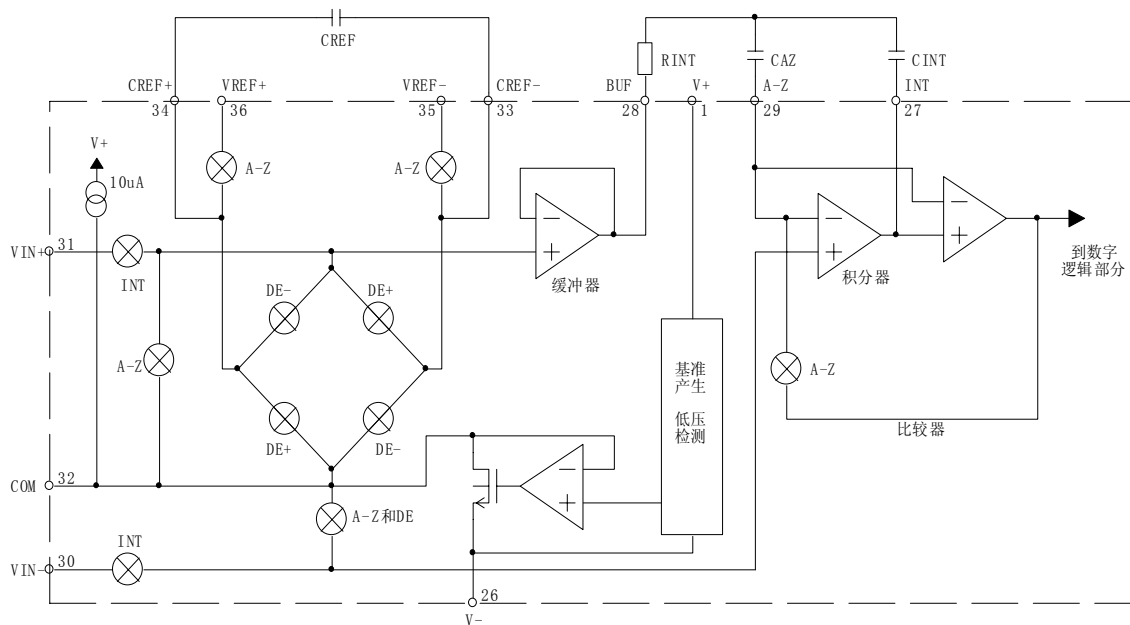 CREF
RINT
CAZ
CINT
CREF+
VREF+
VREF-
CREF-
BUF
V+
A-Z
INT
34
36
35
33
28
1
29
27
V+
10uA
A-Z
A-Z
VIN+
31
INT
缓冲器
积分器
到数字
逻辑部分
DE-
DE+
A-Z
基准
产生
低压
检测
A-Z
DE+
DE-
比较器
COM
32
A-Z和DE
INT
VIN-
30
26
V-